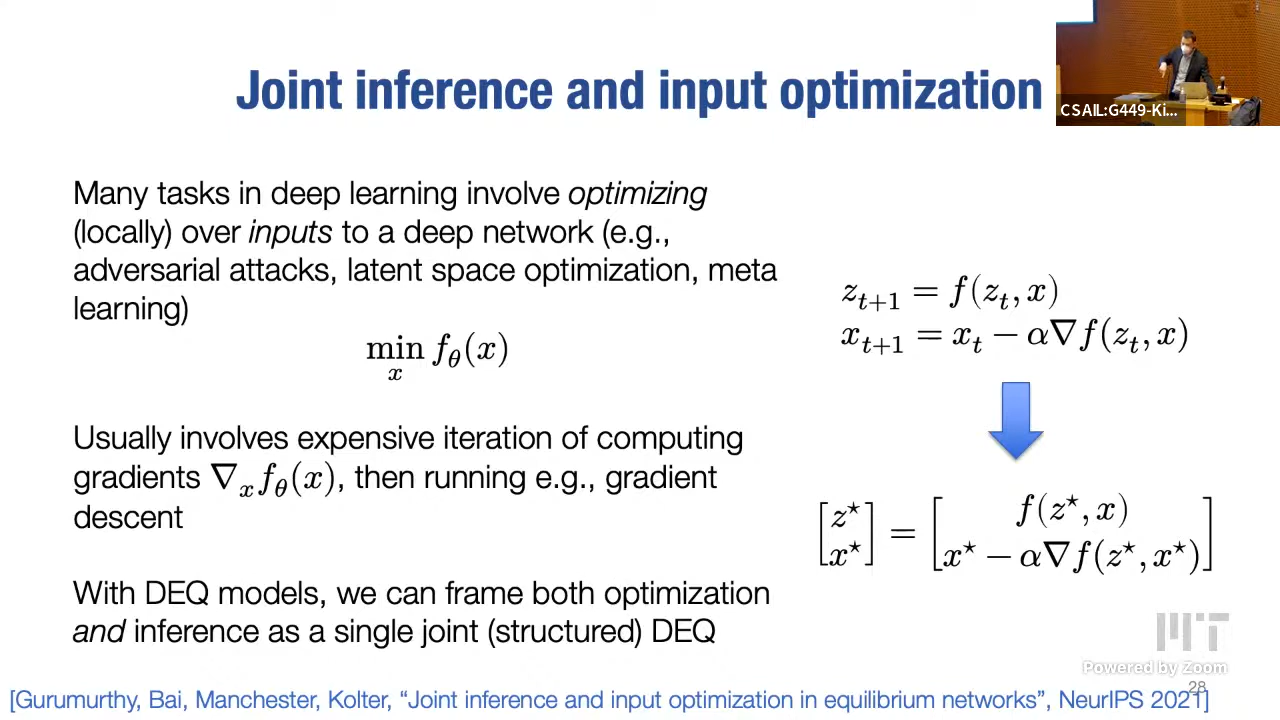 Joint inference and input optimization
CSAIL:G449-Ki...
Many tasks in deep learning involve optimizing
(locally) over inputs to a deep network (e.g.,
adversarial attacks, latent space optimization, meta
learning)
min_x f_θ(x)
Usually involves expensive iteration of computing
gradients ∇_x f_θ(x), then running e.g., gradient
descent
With DEQ models, we can frame both optimization
and inference as a single joint (structured) DEQ
z_{t+1} = f(z_t, x)
x_{t+1} = x_t − α∇f(z_t, x)
[z⋆ x⋆] = [f(z⋆, x) x⋆ − α∇f(z⋆, x⋆)]
MIT
Powered by Zoom
28
[Gurumurthy, Bai, Manchester, Kolter, “Joint inference and input optimization in equilibrium networks”, NeurIPS 2021]